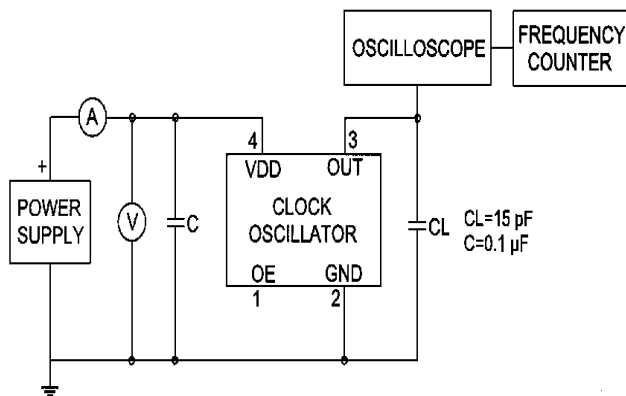 OSCILLOSCOPE
FREQUENCY
COUNTER
A
4
3
VDD
OUT
+
POWER
SUPPLY
V
C
CLOCK
OSCILLATOR
CL
CL=15 pF
C=0.1 µF
OE
GND
1
2